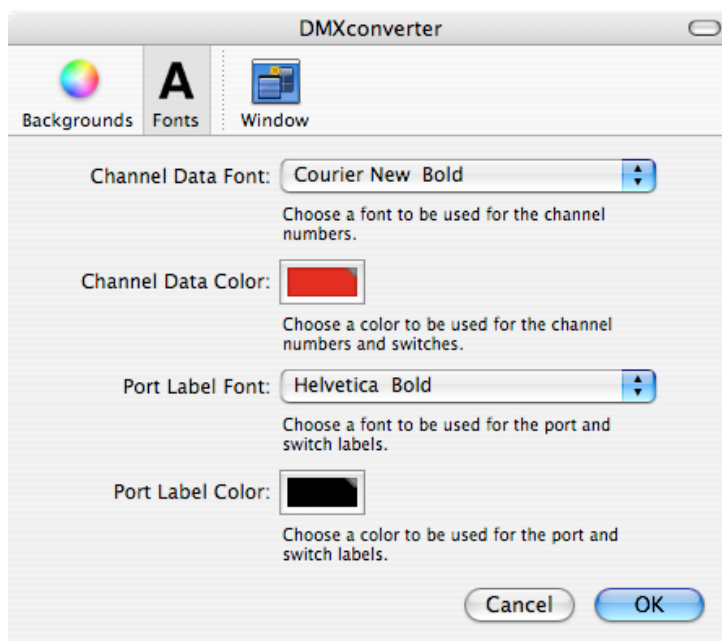 DMXconverter
Backgrounds Fonts Window
Channel Data Font: Courier New Bold
Choose a font to be used for the channel
numbers.
Channel Data Color:
Choose a color to be used for the channel
numbers and switches.
Port Label Font: Helvetica Bold
Choose a font to be used for the port and
switch labels.
Port Label Color:
Choose a color to be used for the port and
switch labels.
Cancel OK